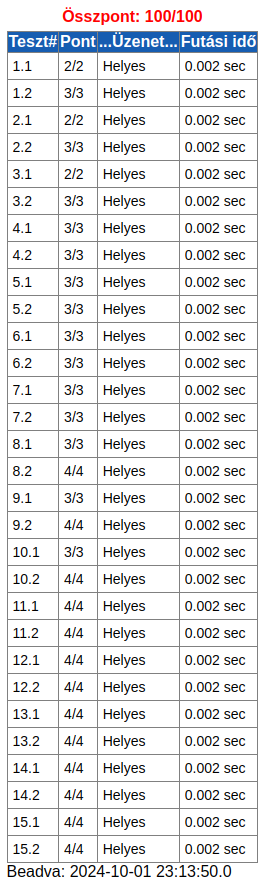 Összpont: 100/100
Teszt# Pont ...Üzenet... Futási idő
1.1 2/2 Helyes 0.002 sec
1.2 3/3 Helyes 0.002 sec
2.1 2/2 Helyes 0.002 sec
2.2 3/3 Helyes 0.002 sec
3.1 2/2 Helyes 0.002 sec
3.2 3/3 Helyes 0.002 sec
4.1 3/3 Helyes 0.002 sec
4.2 3/3 Helyes 0.002 sec
5.1 3/3 Helyes 0.002 sec
5.2 3/3 Helyes 0.002 sec
6.1 3/3 Helyes 0.002 sec
6.2 3/3 Helyes 0.002 sec
7.1 3/3 Helyes 0.002 sec
7.2 3/3 Helyes 0.002 sec
8.1 3/3 Helyes 0.002 sec
8.2 4/4 Helyes 0.002 sec
9.1 3/3 Helyes 0.002 sec
9.2 4/4 Helyes 0.002 sec
10.1 3/3 Helyes 0.002 sec
10.2 4/4 Helyes 0.002 sec
11.1 4/4 Helyes 0.002 sec
11.2 4/4 Helyes 0.002 sec
12.1 4/4 Helyes 0.002 sec
12.2 4/4 Helyes 0.002 sec
13.1 4/4 Helyes 0.002 sec
13.2 4/4 Helyes 0.002 sec
14.1 4/4 Helyes 0.002 sec
14.2 4/4 Helyes 0.002 sec
15.1 4/4 Helyes 0.002 sec
15.2 4/4 Helyes 0.002 sec
Beadva: 2024-10-01 23:13:50.0